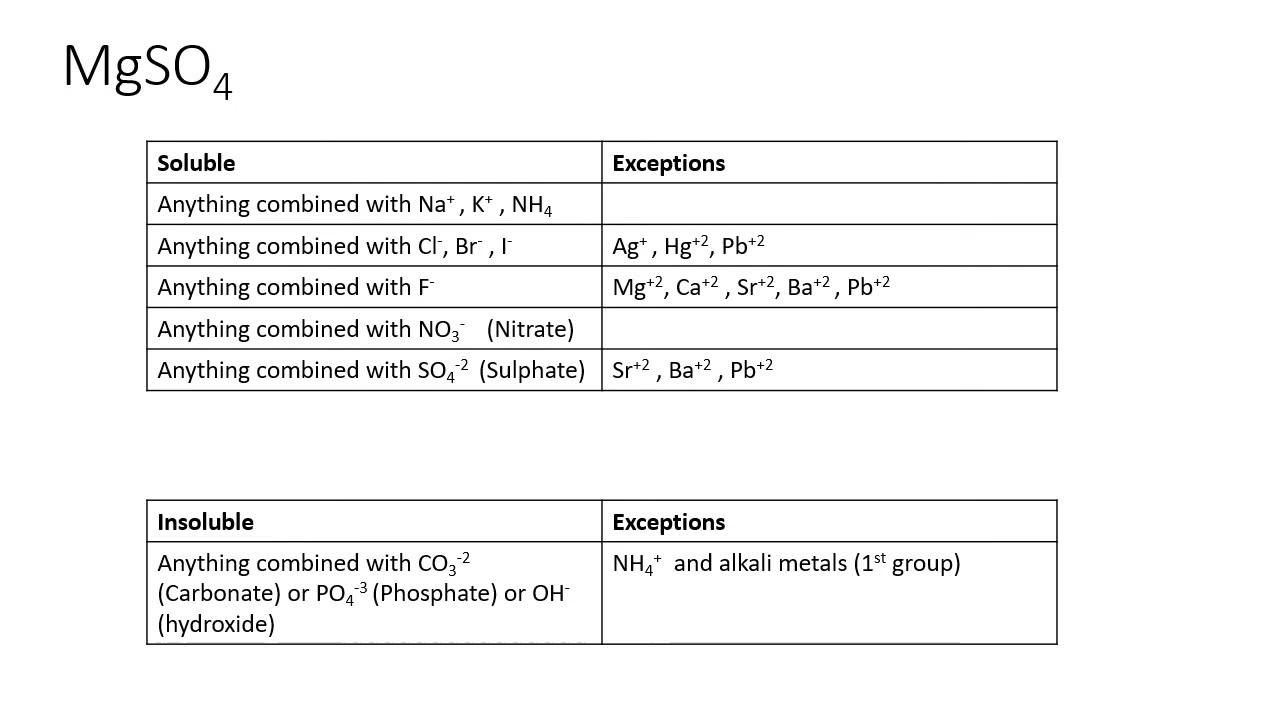 MgSO₄
Soluble Exceptions
Anything combined with Na⁺ , K⁺ , NH₄
Anything combined with Cl⁻, Br⁻ , I⁻ Ag⁺ , Hg⁺², Pb⁺²
Anything combined with F⁻ Mg⁺², Ca⁺² , Sr⁺², Ba⁺² , Pb⁺²
Anything combined with NO₃⁻ (Nitrate)
Anything combined with SO₄⁻² (Sulphate) Sr⁺² , Ba⁺² , Pb⁺²
Insoluble Exceptions
Anything combined with CO₃⁻² NH₄⁺ and alkali metals (1ˢᵗ group)
(Carbonate) or PO₄⁻³ (Phosphate) or OH⁻
(hydroxide)